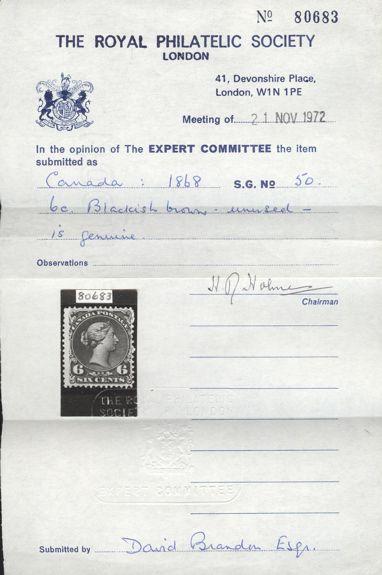 No 80683
THE ROYAL PHILATELIC SOCIETY
LONDON
41, Devonshire Place,
London, W1N 1PE
Meeting of 21 NOV 1972
In the opinion of The EXPERT COMMITTEE the item
submitted as
Canada : 1868 S.G. No 50.
6c. Blackish brown - unused -
is genuine.
Observations
H R Holmes
Chairman
80683
CANADA POSTAGE
6 6
SIX CENTS
THE ROYAL PHILATELIC
SOCIETY LONDON
EXPERT COMMITTEE
Submitted by David Brandon Esqr.